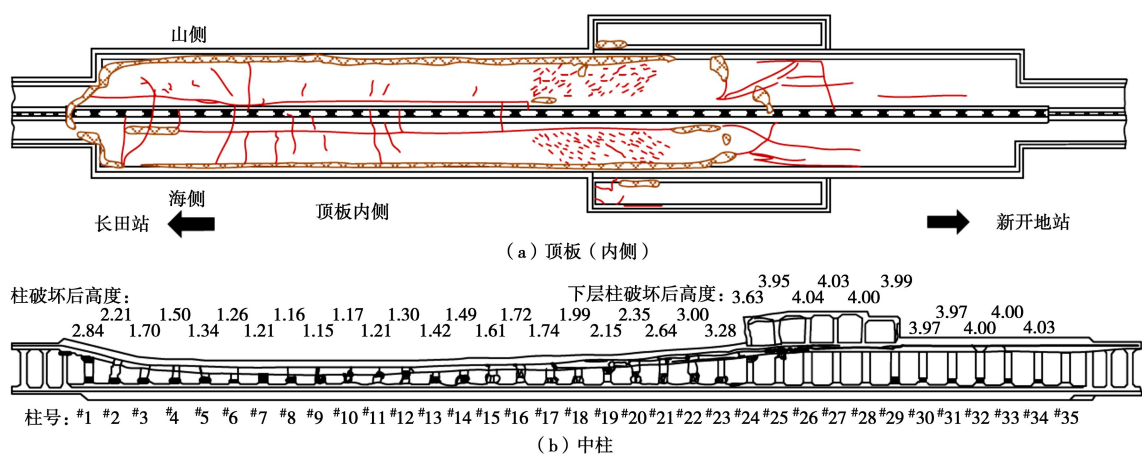 山侧
海侧
长田站
顶板内侧
新开地站
(a)顶板(内侧)
柱破坏后高度：
2.84 2.21 1.70 1.50 1.34 1.26 1.21 1.16 1.15 1.17 1.21 1.30 1.42 1.49 1.61 1.72 1.74 1.99 2.15 2.35 2.64 3.00 3.28
下层柱破坏后高度：
3.63 3.95 4.04 4.03 4.00 3.99 3.97 3.97 4.00 4.00 4.03
柱号：#1 #2 #3 #4 #5 #6 #7 #8 #9 #10 #11 #12 #13 #14 #15 #16 #17 #18 #19 #20 #21 #22 #23 #24 #25 #26 #27 #28 #29 #30 #31 #32 #33 #34 #35
(b)中柱